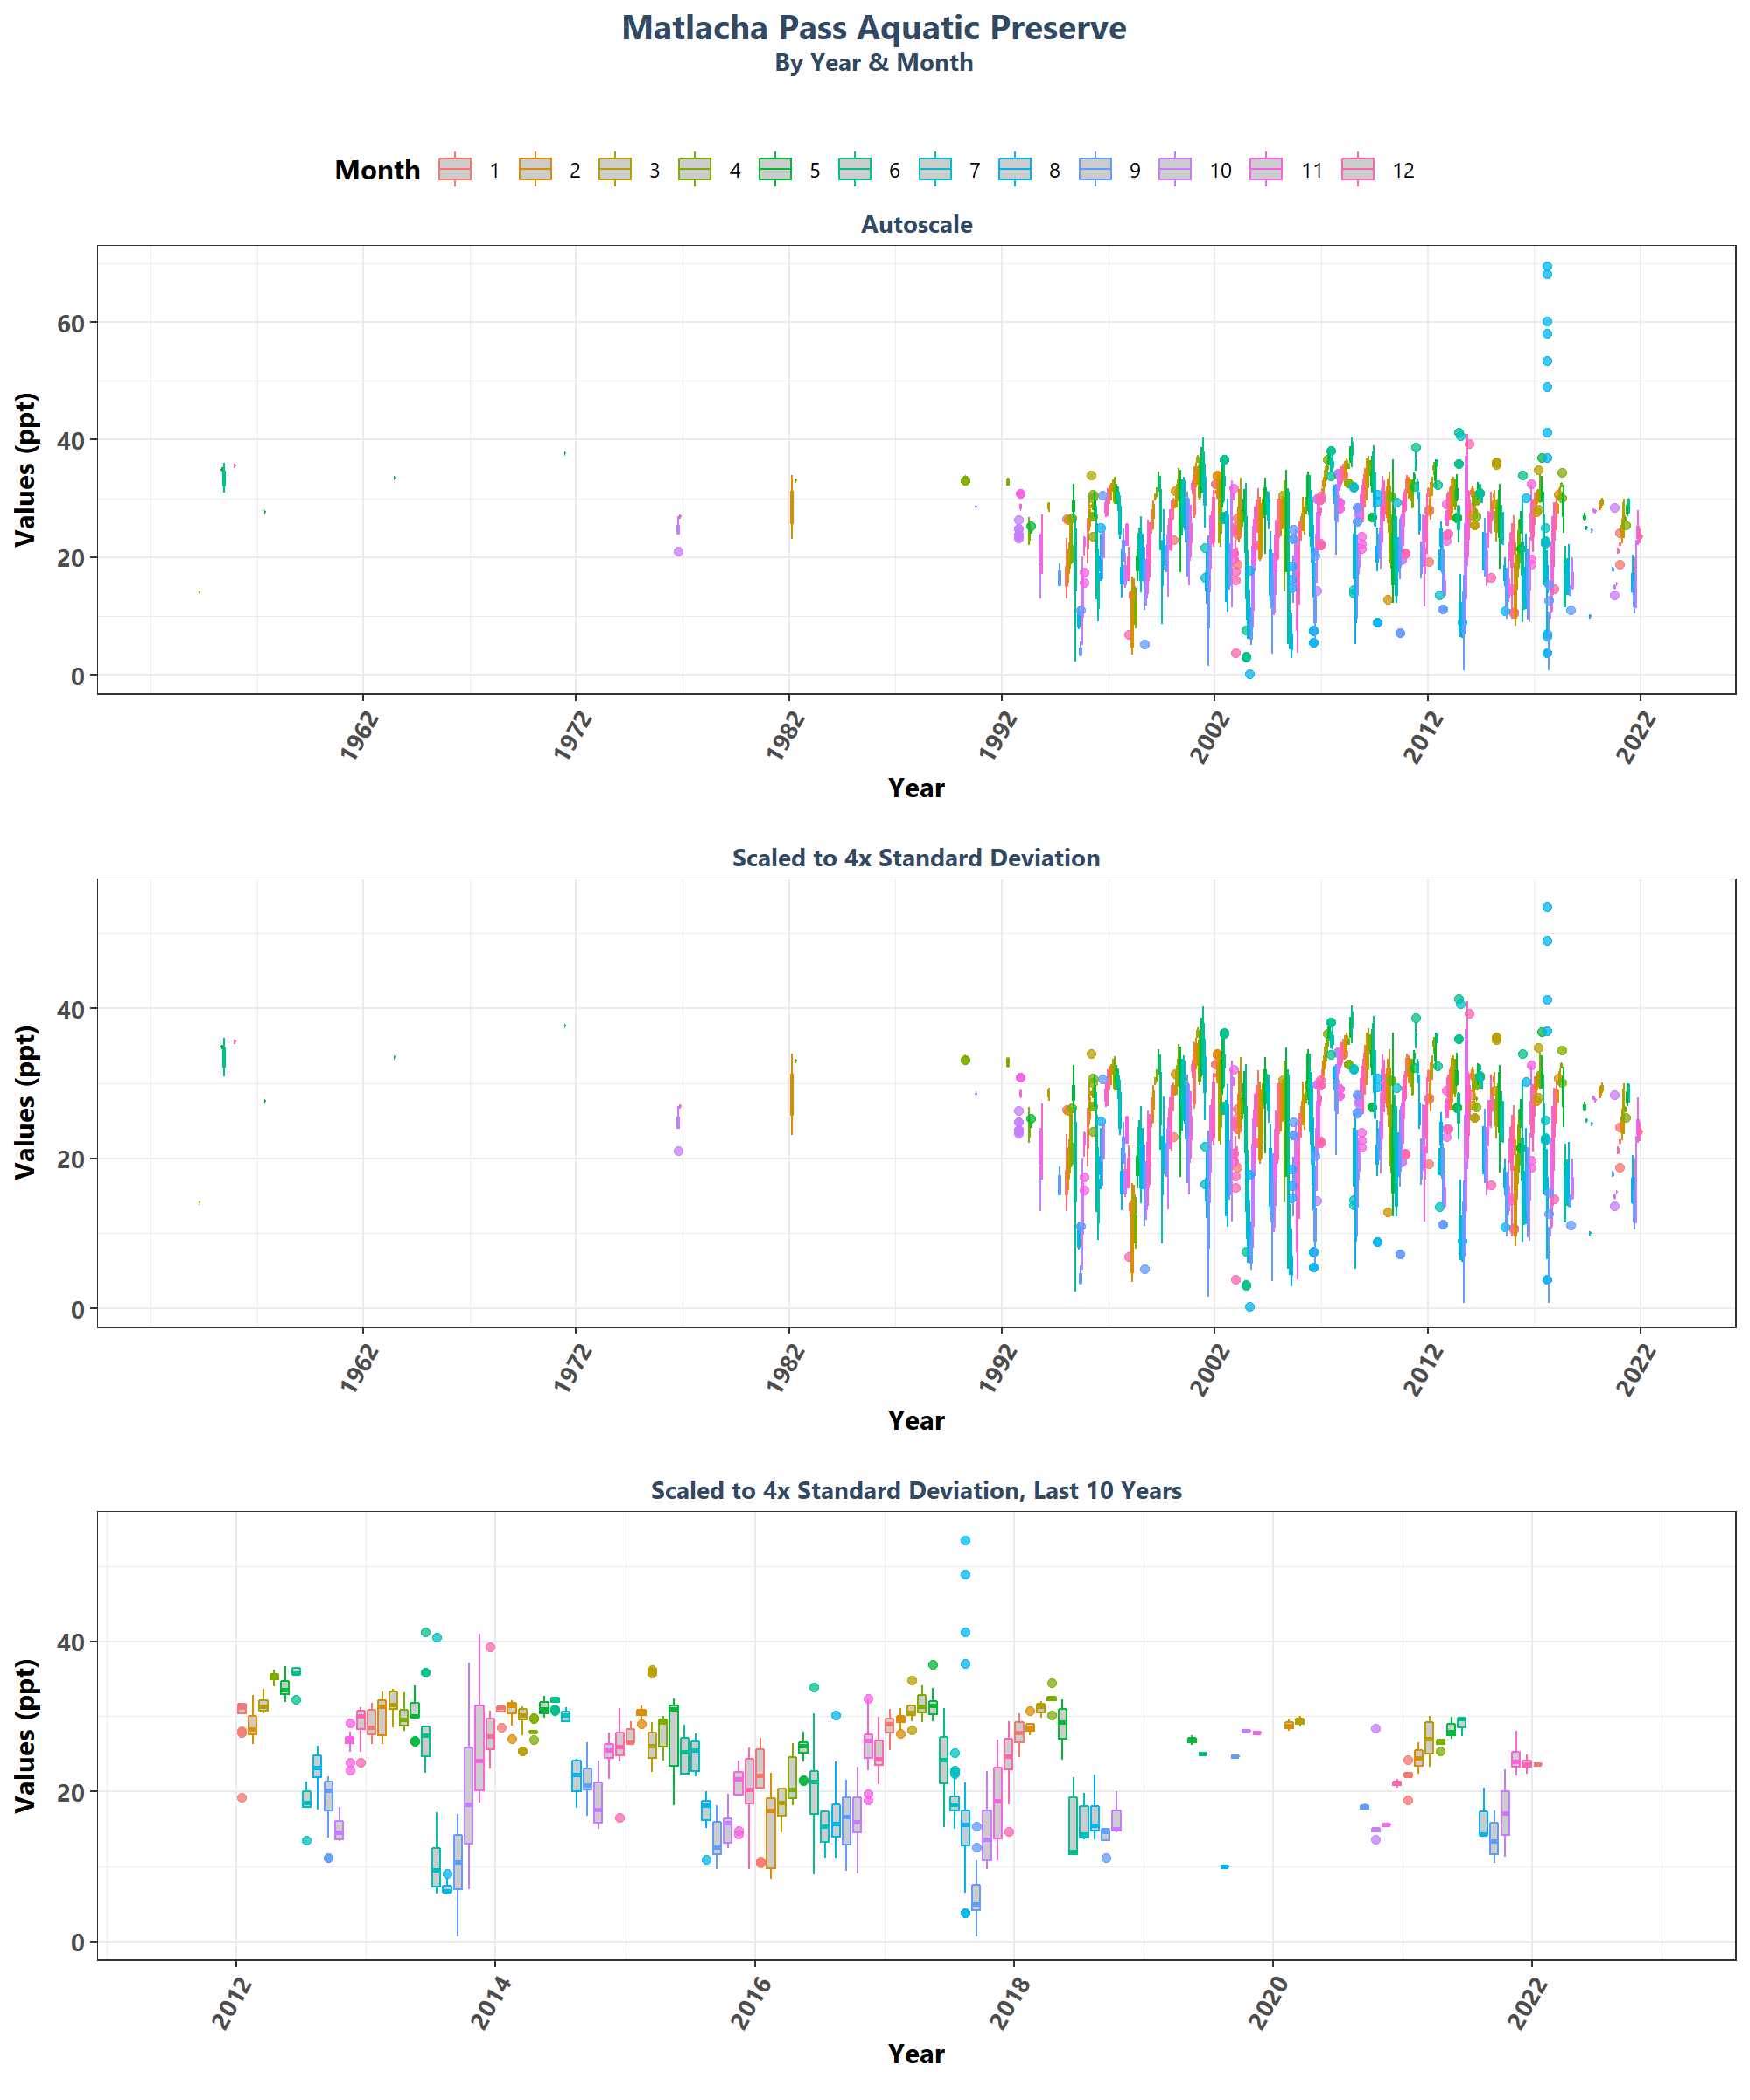 Matlacha Pass Aquatic Preserve
By Year & Month
Month 1 2 3 4 5 6 7 8 9 10 11 12
Autoscale
Values (ppt)
60
40
20
0
1962 1972 1982 1992 2002 2012 2022
Year
Scaled to 4x Standard Deviation
Values (ppt)
40
20
0
1962 1972 1982 1992 2002 2012 2022
Year
Scaled to 4x Standard Deviation, Last 10 Years
Values (ppt)
40
20
0
2012 2014 2016 2018 2020 2022
Year